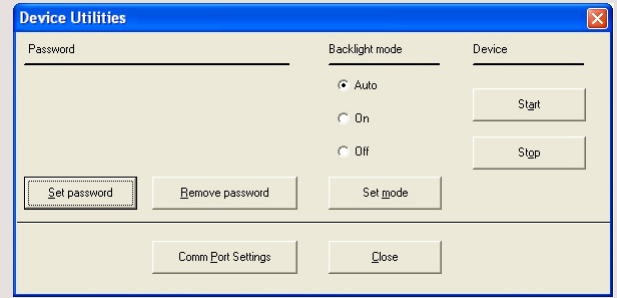 Device Utilities
Password
Backlight mode
Device
Auto
On
Off
Start
Stop
Set password
Remove password
Set mode
Comm Port Settings
Close